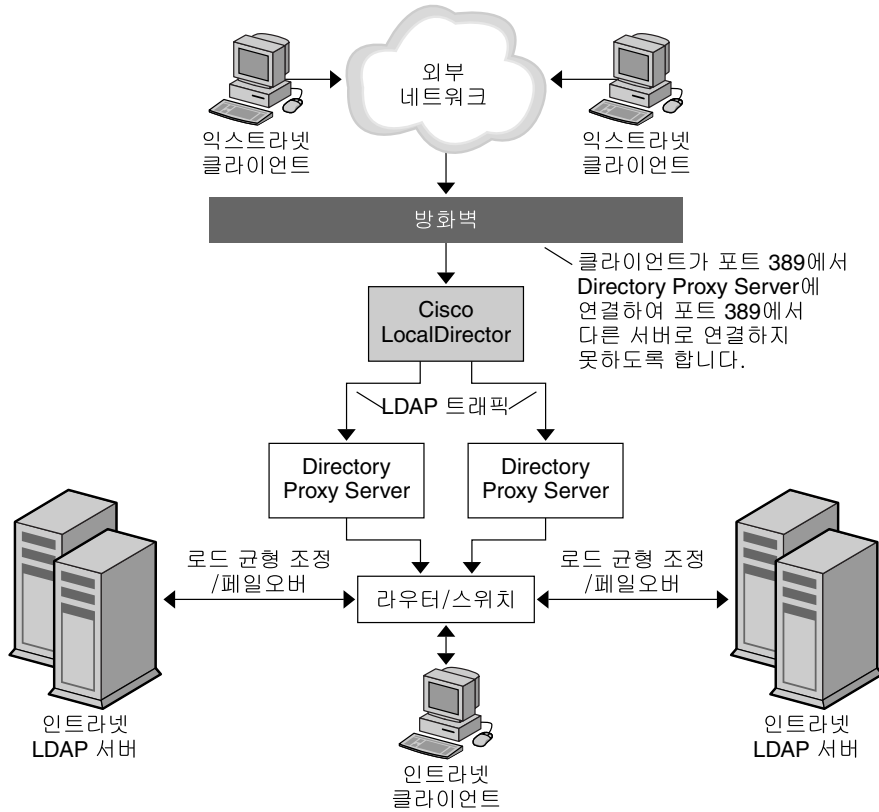 외부
네트워크
익스트라넷
클라이언트
익스트라넷
클라이언트
방화벽
클라이언트가 포트 389에서
Directory Proxy Server에
연결하여 포트 389에서
다른 서버로 연결하지
못하도록 합니다.
Cisco
LocalDirector
LDAP 트래픽
Directory
Proxy Server
Directory
Proxy Server
로드 균형 조정
/페일오버
로드 균형 조정
/페일오버
라우터/스위치
인트라넷
LDAP 서버
인트라넷
LDAP 서버
인트라넷
클라이언트